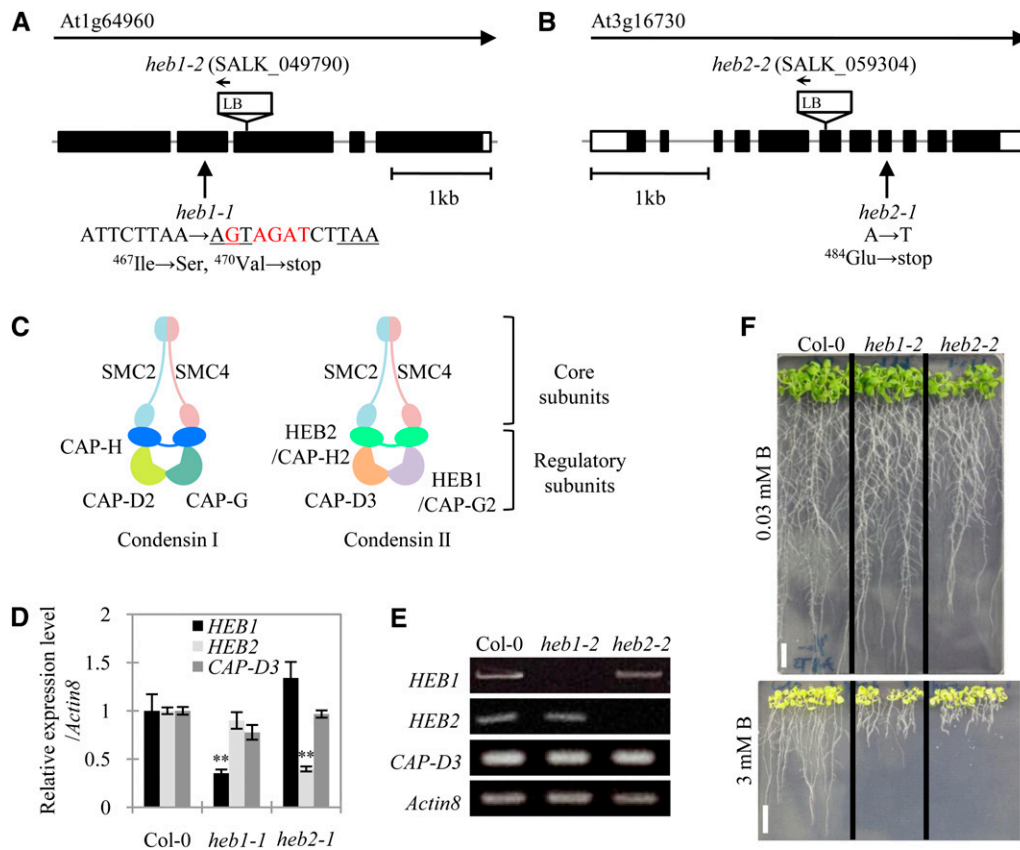 A
At1g64960
heb1-2 (SALK_049790)
LB
1kb
heb1-1
ATTCTTAA→AGTAGATCTTAA
⁴⁶⁷Ile→Ser, ⁴⁷⁰Val→stop
B
At3g16730
heb2-2 (SALK_059304)
LB
1kb
heb2-1
A→T
⁴⁸⁴Glu→stop
C
SMC2
SMC4
CAP-H
CAP-D2
CAP-G
Condensin I
SMC2
SMC4
HEB2
/CAP-H2
CAP-D3
HEB1
/CAP-G2
Condensin II
Core
subunits
Regulatory
subunits
D
Relative expression level
/Actin8
2
1.5
1
0.5
0
HEB1
HEB2
CAP-D3
**
**
Col-0
heb1-1
heb2-1
E
Col-0
heb1-2
heb2-2
HEB1
HEB2
CAP-D3
Actin8
F
Col-0
heb1-2
heb2-2
0.03 mM B
3 mM B